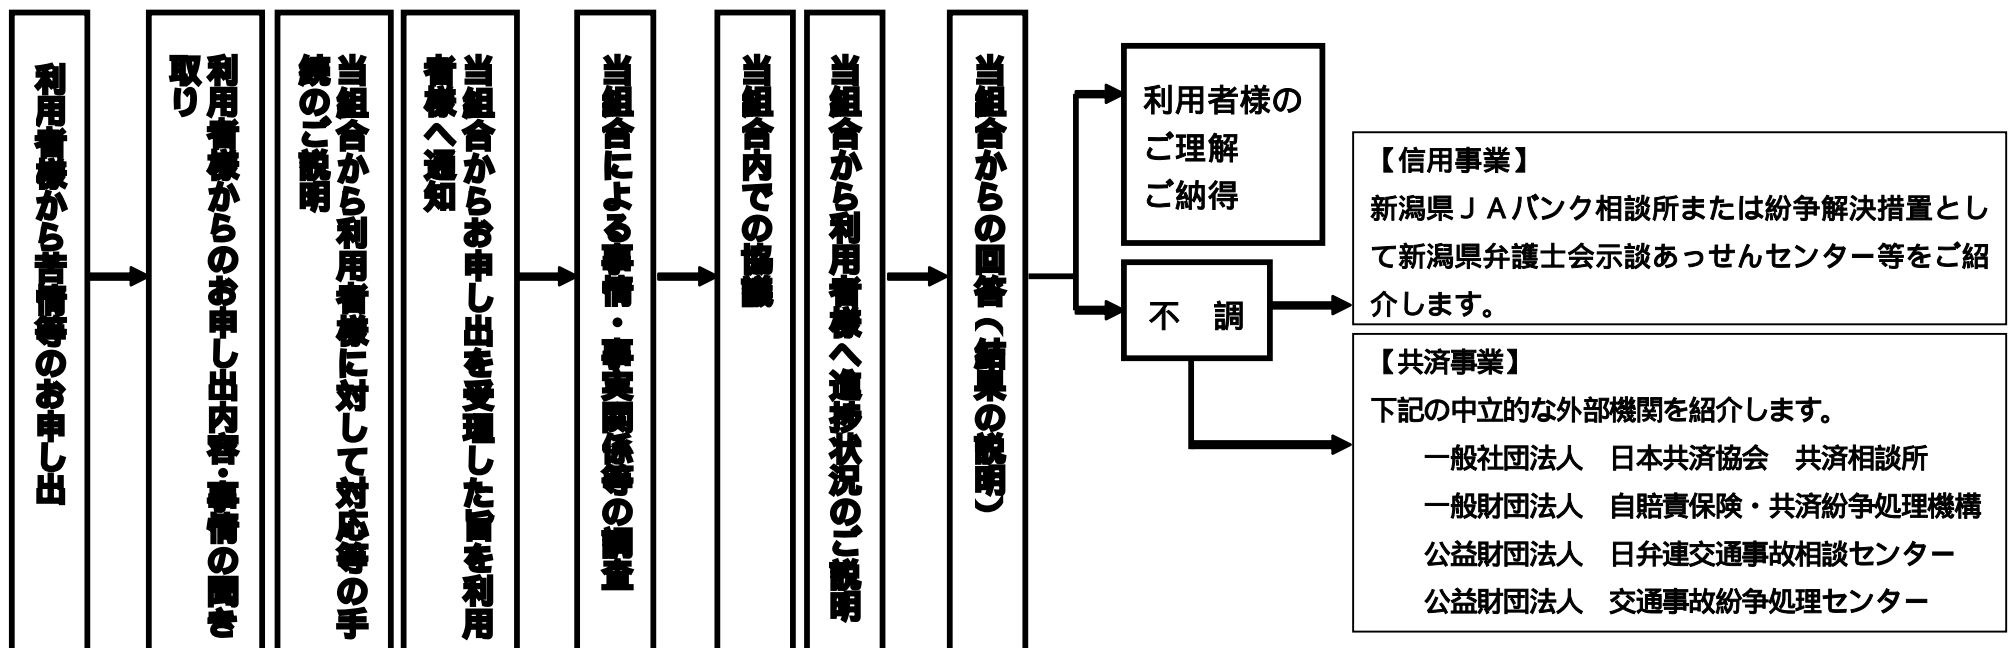 利用者様から苦情等のお申し出
利用者様からのお申し出内容・事情の聞き
取り
当組合から利用者様に対して対応等の手
続のご説明
当組合からお申し出を受理した旨を利用
者様へ通知
当組合による事情・事実関係等の調査
当組合内での協議
当組合から利用者様へ進捗状況のご説明
当組合からの回答（結果の説明）
利用者様の
ご理解
ご納得
不　調
【信用事業】
新潟県ＪＡバンク相談所または紛争解決措置とし
て新潟県弁護士会示談あっせんセンター等をご紹
介します。
【共済事業】
下記の中立的な外部機関を紹介します。
一般社団法人　日本共済協会　共済相談所
一般財団法人　自賠責保険・共済紛争処理機構
公益財団法人　日弁連交通事故相談センター
公益財団法人　交通事故紛争処理センター